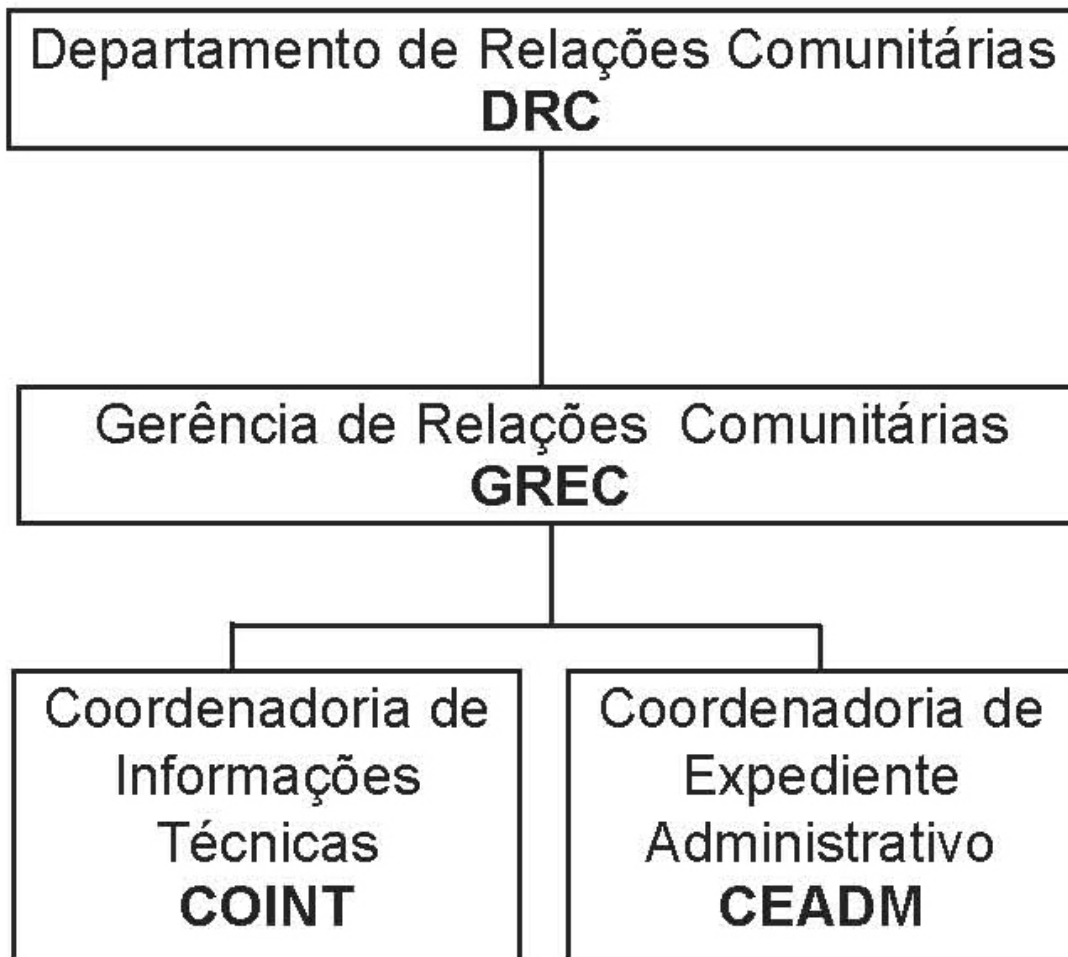 Departamento de Relações Comunitárias
DRC
Gerência de Relações Comunitárias
GREC
Coordenadoria de
Informações
Técnicas
COINT
Coordenadoria de
Expediente
Administrativo
CEADM